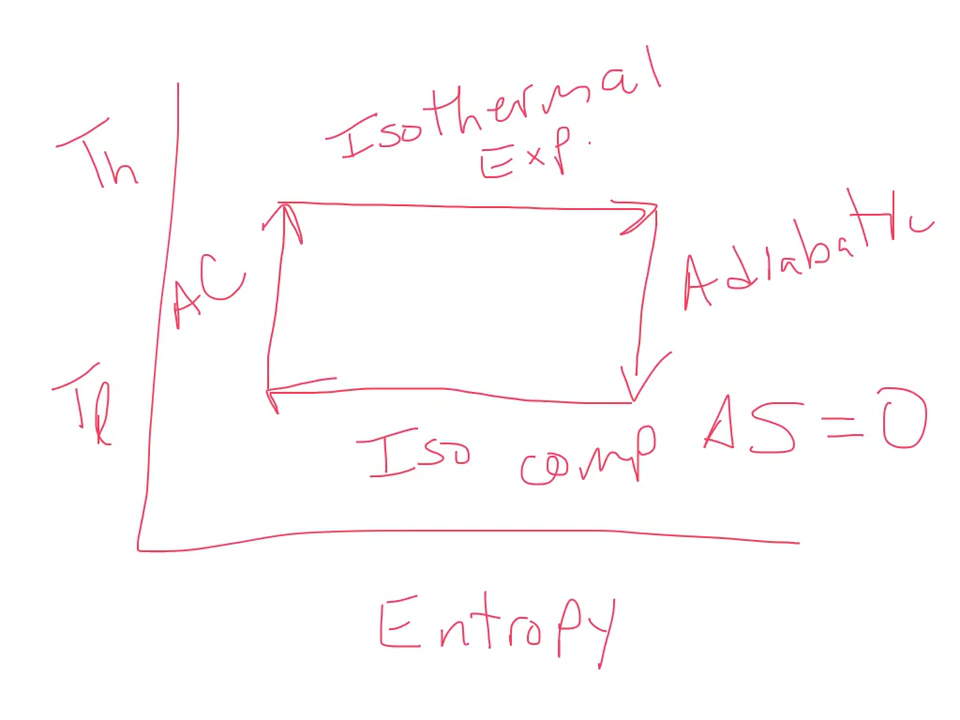 Th
Isothermal
Exp.
AC
Adiabatic
Tl
Iso comp
ΔS = 0
Entropy